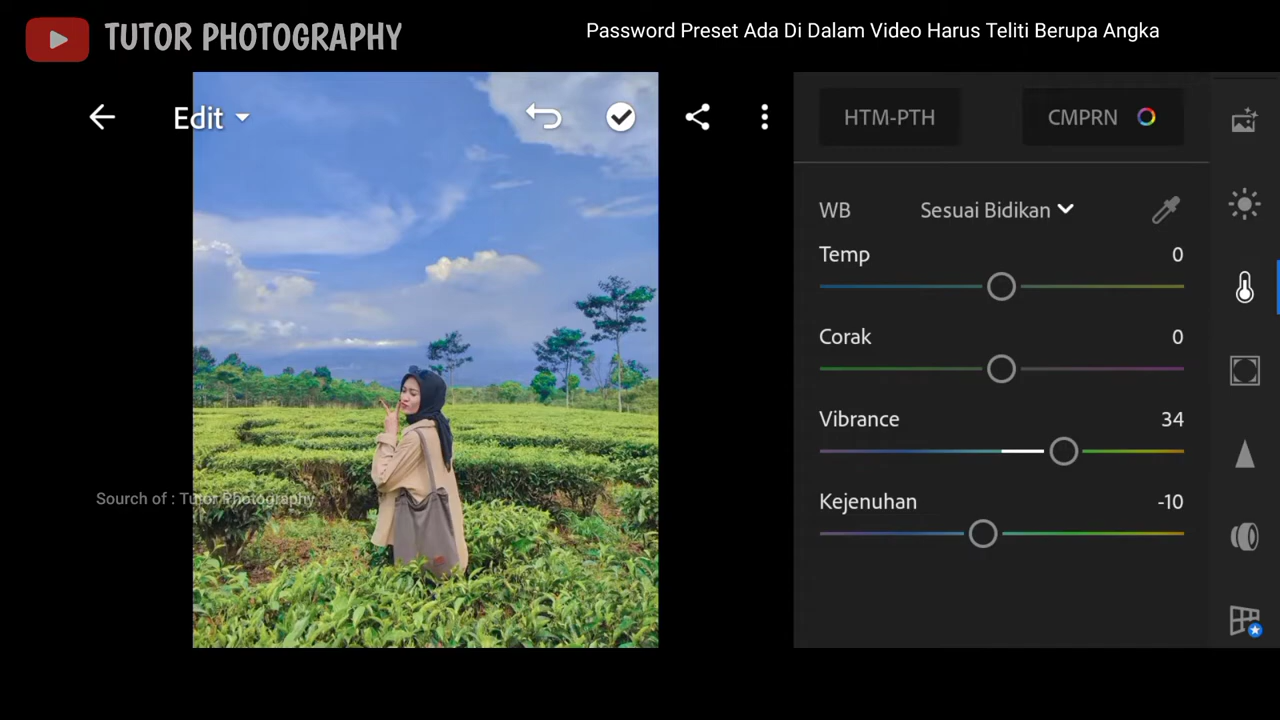 TUTOR PHOTOGRAPHY
Password Preset Ada Di Dalam Video Harus Teliti Berupa Angka
Edit
HTM-PTH
CMPRN
WB
Sesuai Bidikan
Temp
0
Corak
0
Vibrance
34
Kejenuhan
-10
Sourch of : Tutor Photography